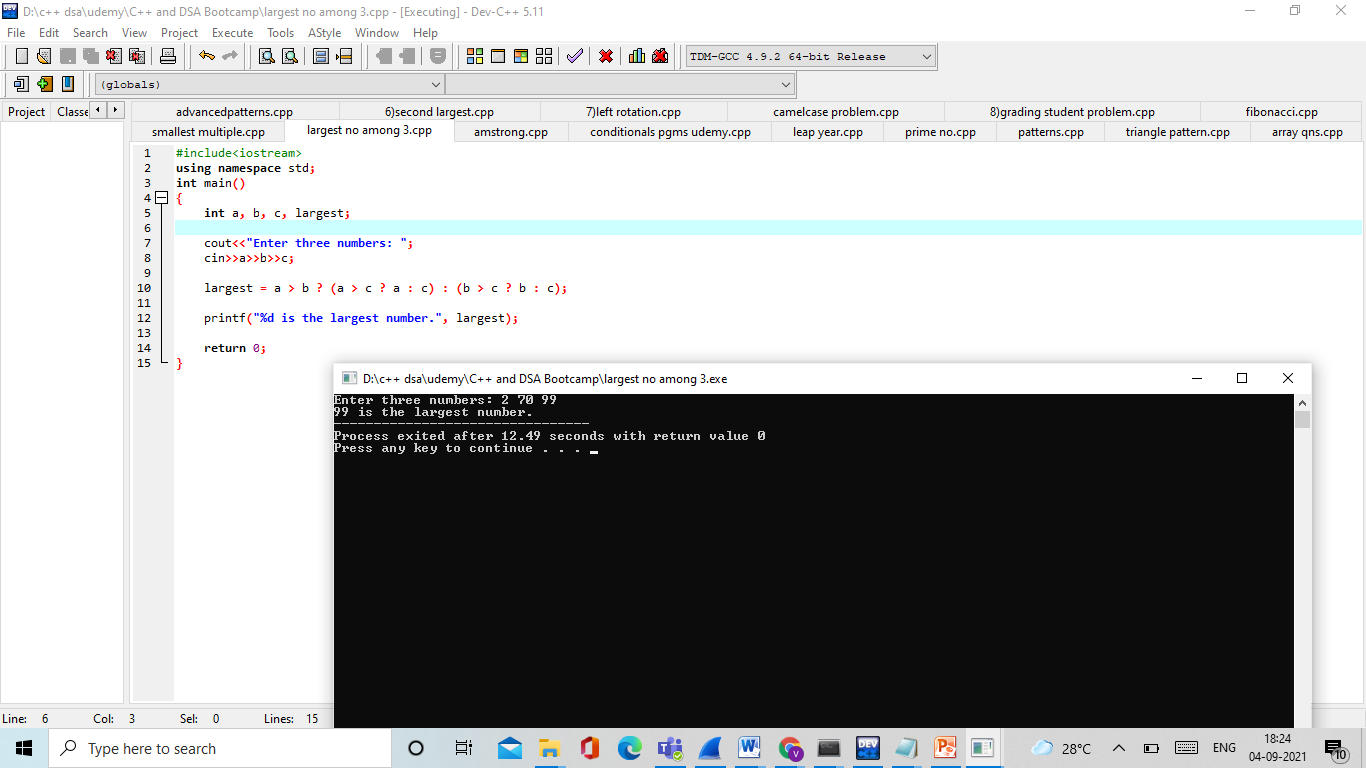 D:\c++ dsa\udemy\C++ and DSA Bootcamp\largest no among 3.cpp - [Executing] - Dev-C++ 5.11
File Edit Search View Project Execute Tools AStyle Window Help
TDM-GCC 4.9.2 64-bit Release
(globals)
Project Classe
advancedpatterns.cpp 6)second largest.cpp 7)left rotation.cpp camelcase problem.cpp 8)grading student problem.cpp fibonacci.cpp
smallest multiple.cpp largest no among 3.cpp amstrong.cpp conditionals pgms udemy.cpp leap year.cpp prime no.cpp patterns.cpp triangle pattern.cpp array qns.cpp
1 #include<iostream>
2 using namespace std;
3 int main()
4 {
5 int a, b, c, largest;
6
7 cout<<"Enter three numbers: ";
8 cin>>a>>b>>c;
9
10 largest = a > b ? (a > c ? a : c) : (b > c ? b : c);
11
12 printf("%d is the largest number.", largest);
13
14 return 0;
15 }
D:\c++ dsa\udemy\C++ and DSA Bootcamp\largest no among 3.exe
Enter three numbers: 2 70 99
99 is the largest number.
--------------------------------
Process exited after 12.49 seconds with return value 0
Press any key to continue . . .
Line: 6 Col: 3 Sel: 0 Lines: 15
Type here to search
DEV
28°C
ENG
18:24
04-09-2021
10